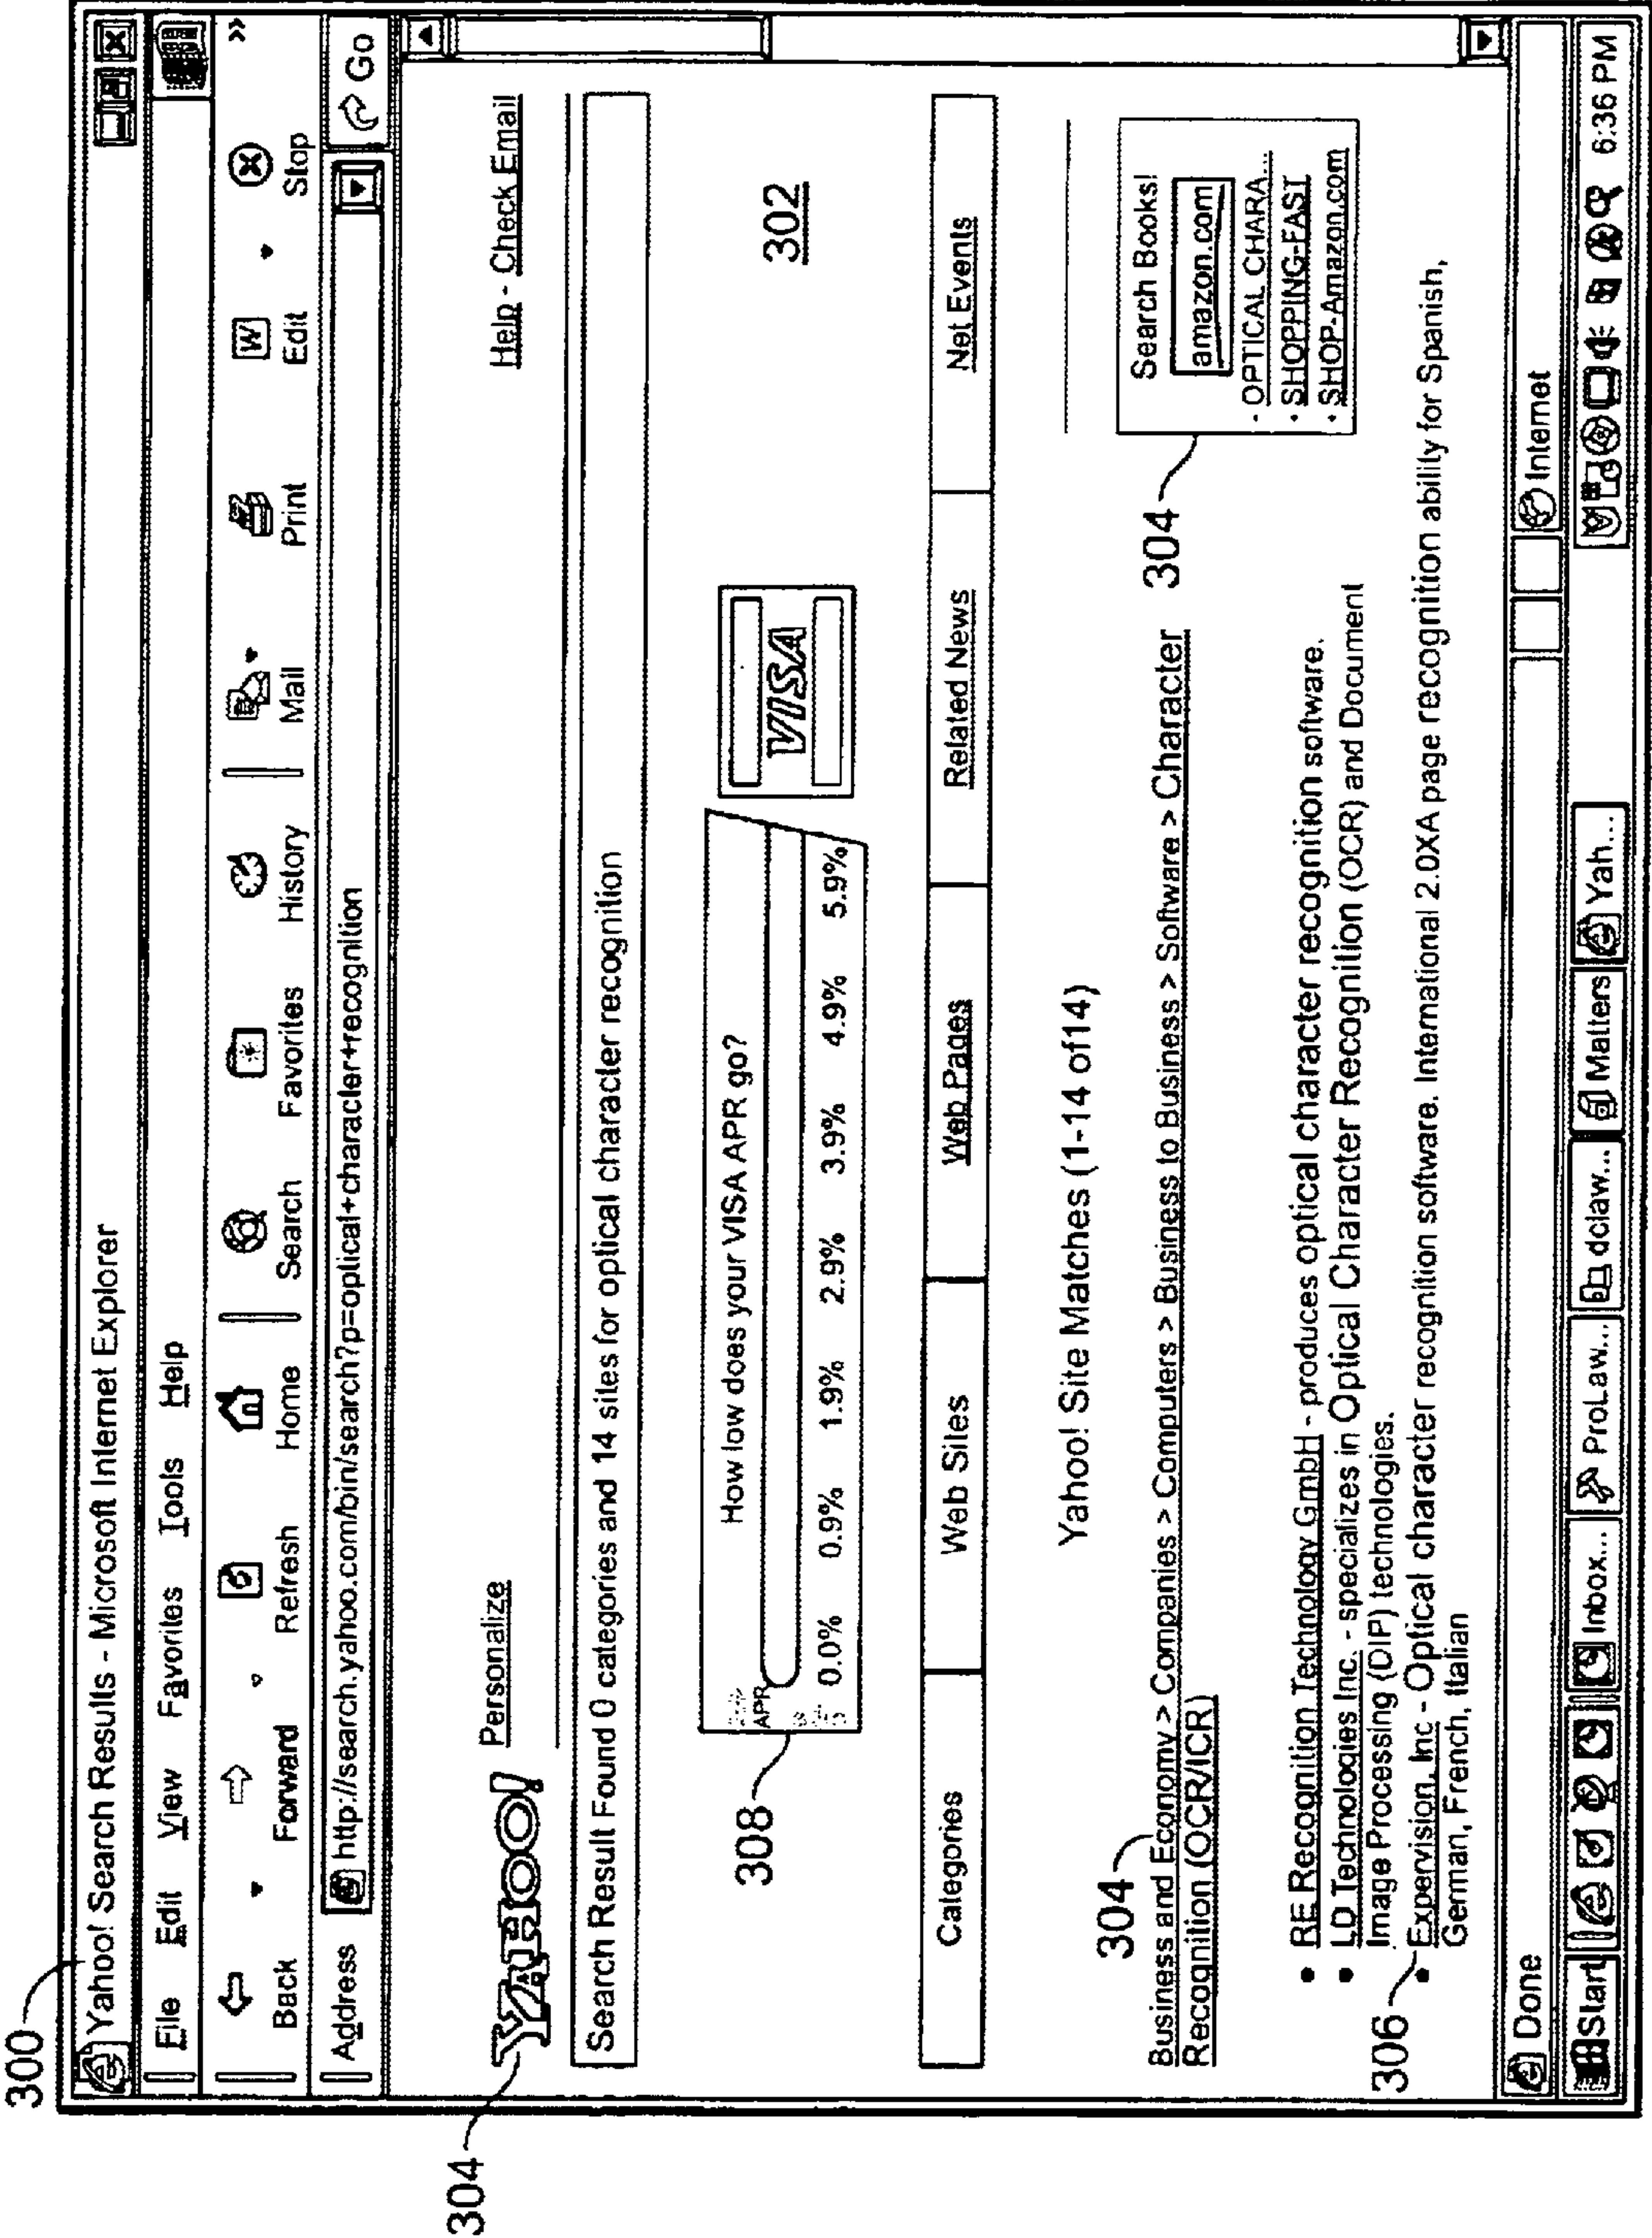 300
Yahoo! Search Results - Microsoft Internet Explorer
File Edit View Favorites Tools Help
Back Forward Refresh Home Search Favorites History Mail Print Edit Stop »
Address http://search.yahoo.com/bin/search?p=optical+character+recognition Go
304
YAHOO! Personalize Help - Check Email
Search Result Found 0 categories and 14 sites for optical character recognition
302
308
How low does your VISA APR go?
APR
0.0% 0.9% 1.9% 2.9% 3.9% 4.9% 5.9%
VISA
Categories Web Sites Web Pages Related News Net Events
Yahoo! Site Matches (1-14 of14)
304
Business and Economy > Companies > Computers > Business to Business > Software > Character
Recognition (OCR/ICR)
304
Search Books!
amazon.com
- OPTICAL CHARA...
· SHOPPING-FAST
· SHOP-Amazon.com
• RE Recognition Technology GmbH - produces optical character recognition software.
• LD Technologies Inc. - specializes in Optical Character Recognition (OCR) and Document
Image Processing (DIP) technologies.
306
• Expervision, Inc - Optical character recognition software. International 2.0XA page recognition ability for Spanish,
German, French, Italian
Done Internet
Start Inbox... ProLaw... dclaw... Matters Yah... 6:36 PM